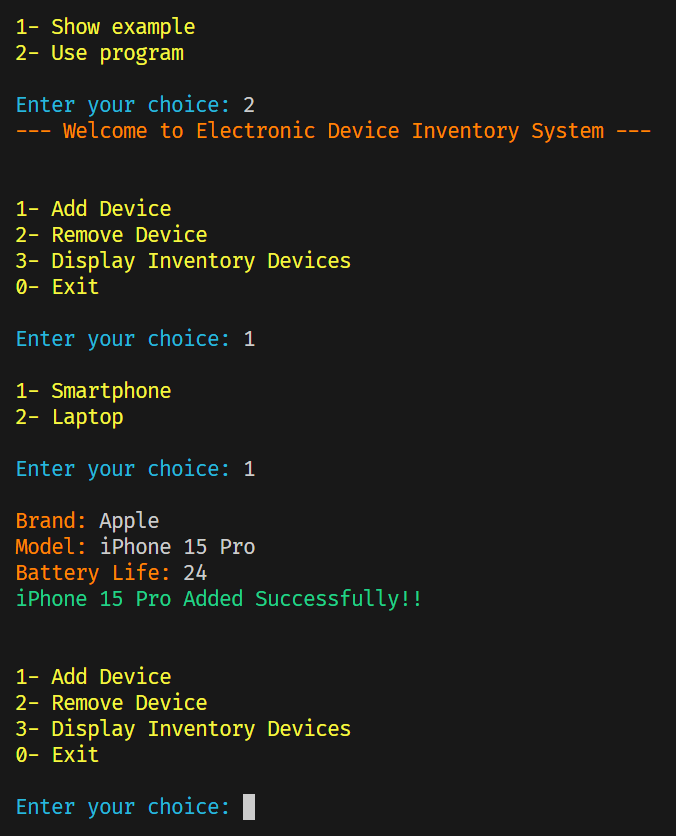 1- Show example
2- Use program
Enter your choice: 2
--- Welcome to Electronic Device Inventory System ---
1- Add Device
2- Remove Device
3- Display Inventory Devices
0- Exit
Enter your choice: 1
1- Smartphone
2- Laptop
Enter your choice: 1
Brand: Apple
Model: iPhone 15 Pro
Battery Life: 24
iPhone 15 Pro Added Successfully!!
1- Add Device
2- Remove Device
3- Display Inventory Devices
0- Exit
Enter your choice: